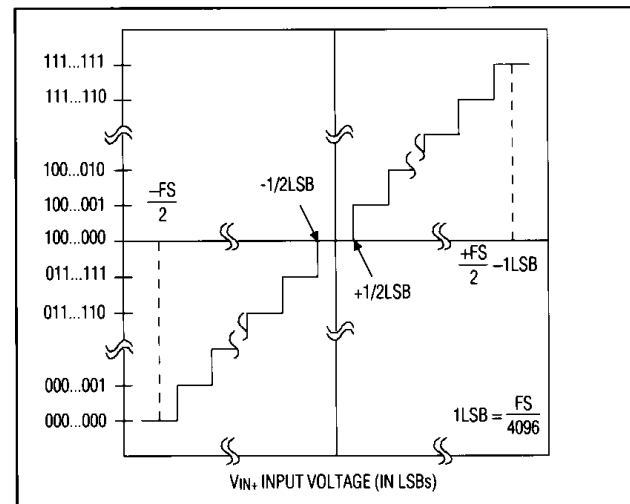 111...111
111...110
100...010
100...001
100...000
011...111
011...110
000...001
000...000
-FS
2
-1/2LSB
+1/2LSB
+FS
2
-1LSB
1LSB = FS
4096
VIN+ INPUT VOLTAGE (IN LSBs)